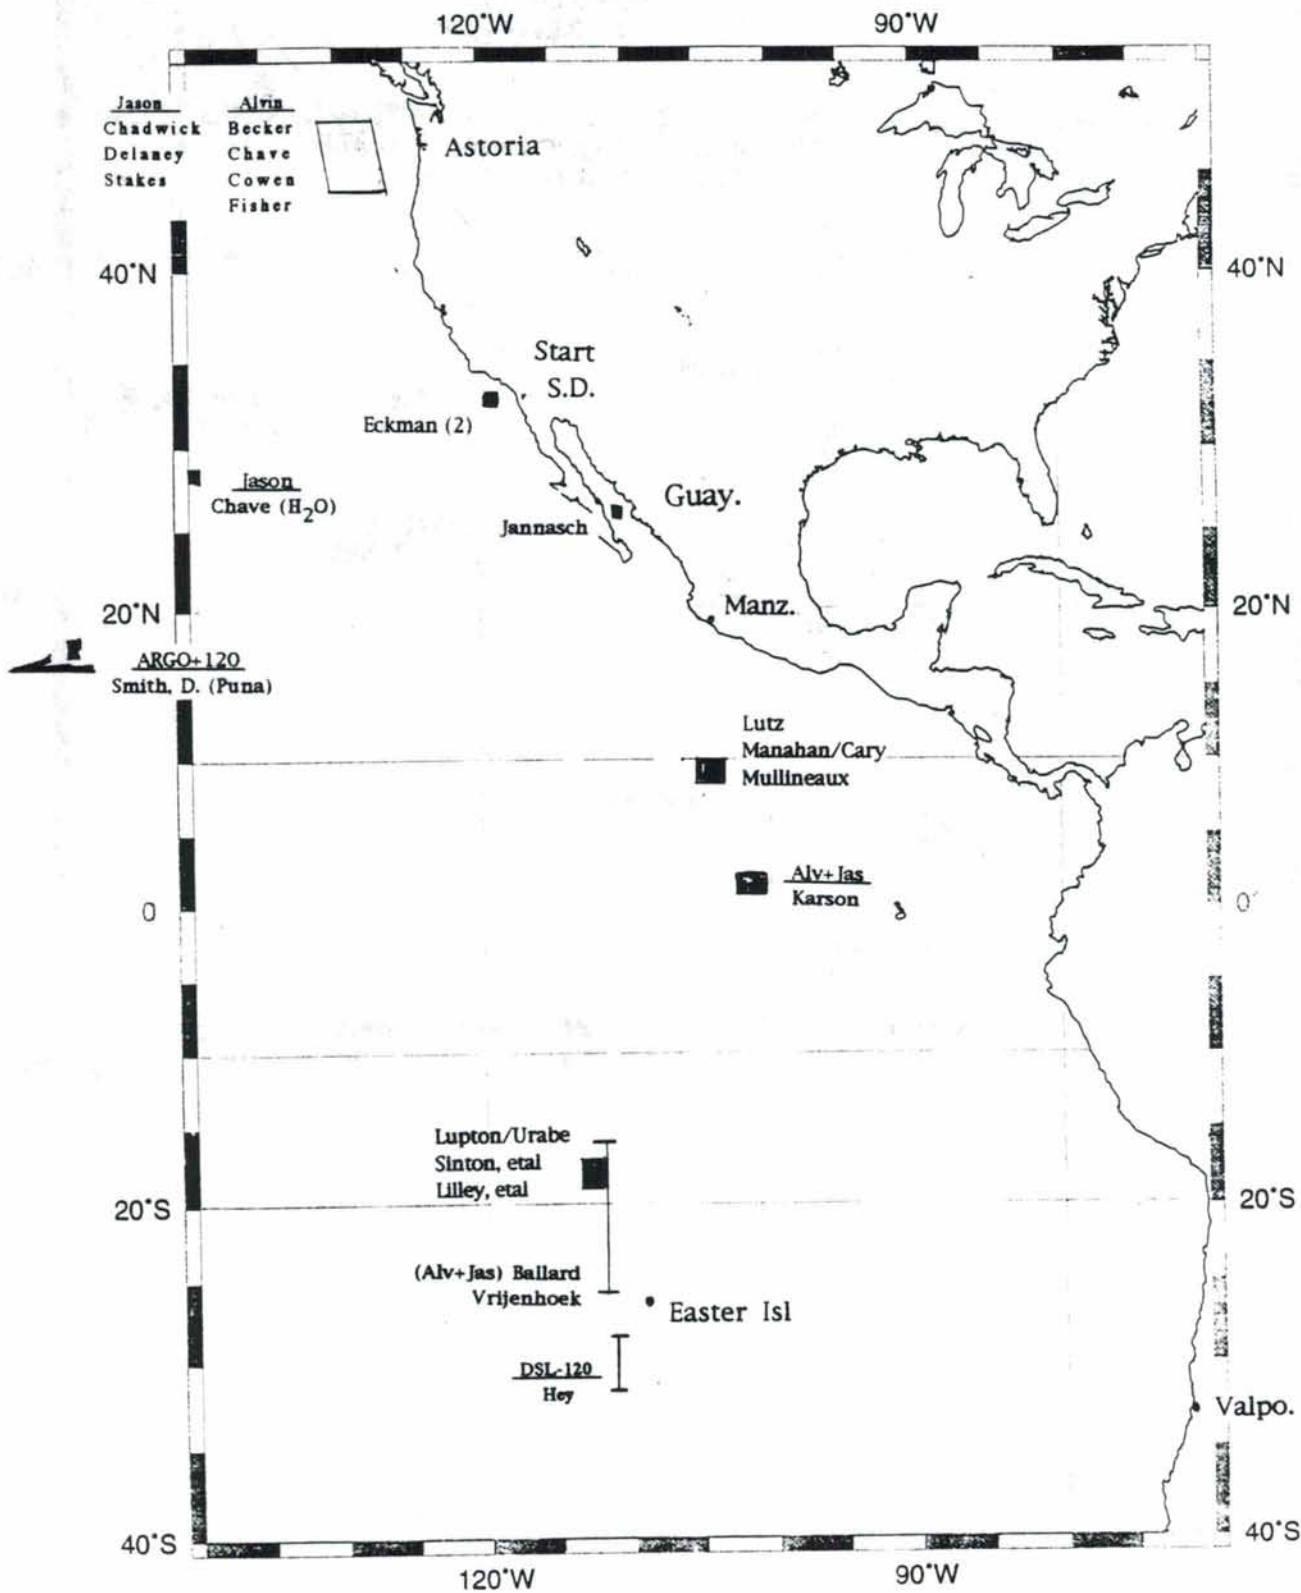 120°W 90°W
Jason Alvin
Chadwick Becker
Delaney Chave
Stakes Cowen
Fisher
Astoria
40°N 40°N
Start
S.D.
Eckman (2)
Jason
Chave (H₂O)
Guay.
Jannasch
20°N 20°N
Manz.
ARGO+120
Smith, D. (Puna)
Lutz
Manahan/Cary
Mullineaux
Alv+Jas
Karson
0 0°
Lupton/Urabe
Sinton, etal
Lilley, etal
20°S 20°S
(Alv+Jas) Ballard
Vrijenhoek
Easter Isl
DSL-120
Hey
Valpo.
40°S 40°S
120°W 90°W